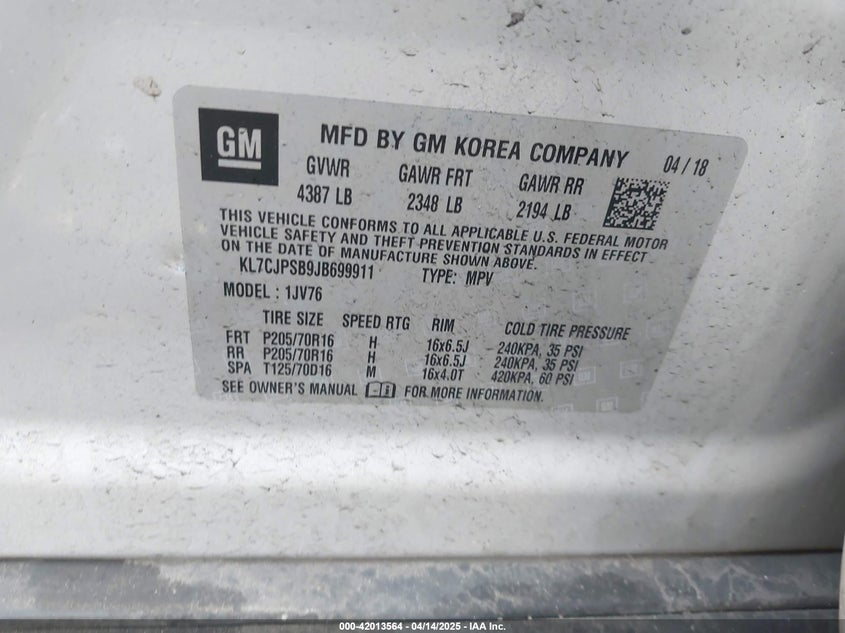 GM
MFD BY GM KOREA COMPANY 04 / 18
GVWR GAWR FRT GAWR RR
4387 LB 2348 LB 2194 LB
THIS VEHICLE CONFORMS TO ALL APPLICABLE U.S. FEDERAL MOTOR
VEHICLE SAFETY AND THEFT PREVENTION STANDARDS IN EFFECT
ON THE DATE OF MANUFACTURE SHOWN ABOVE.
KL7CJPSB9JB699911 TYPE: MPV
MODEL : 1JV76
TIRE SIZE SPEED RTG RIM COLD TIRE PRESSURE
FRT P205/70R16 H 16x6.5J 240KPA, 35 PSI
RR P205/70R16 H 16x6.5J 240KPA, 35 PSI
SPA T125/70D16 M 16x4.0T 420KPA, 60 PSI
SEE OWNER'S MANUAL FOR MORE INFORMATION.
000-42013564 - 04/14/2025 - IAA Inc.